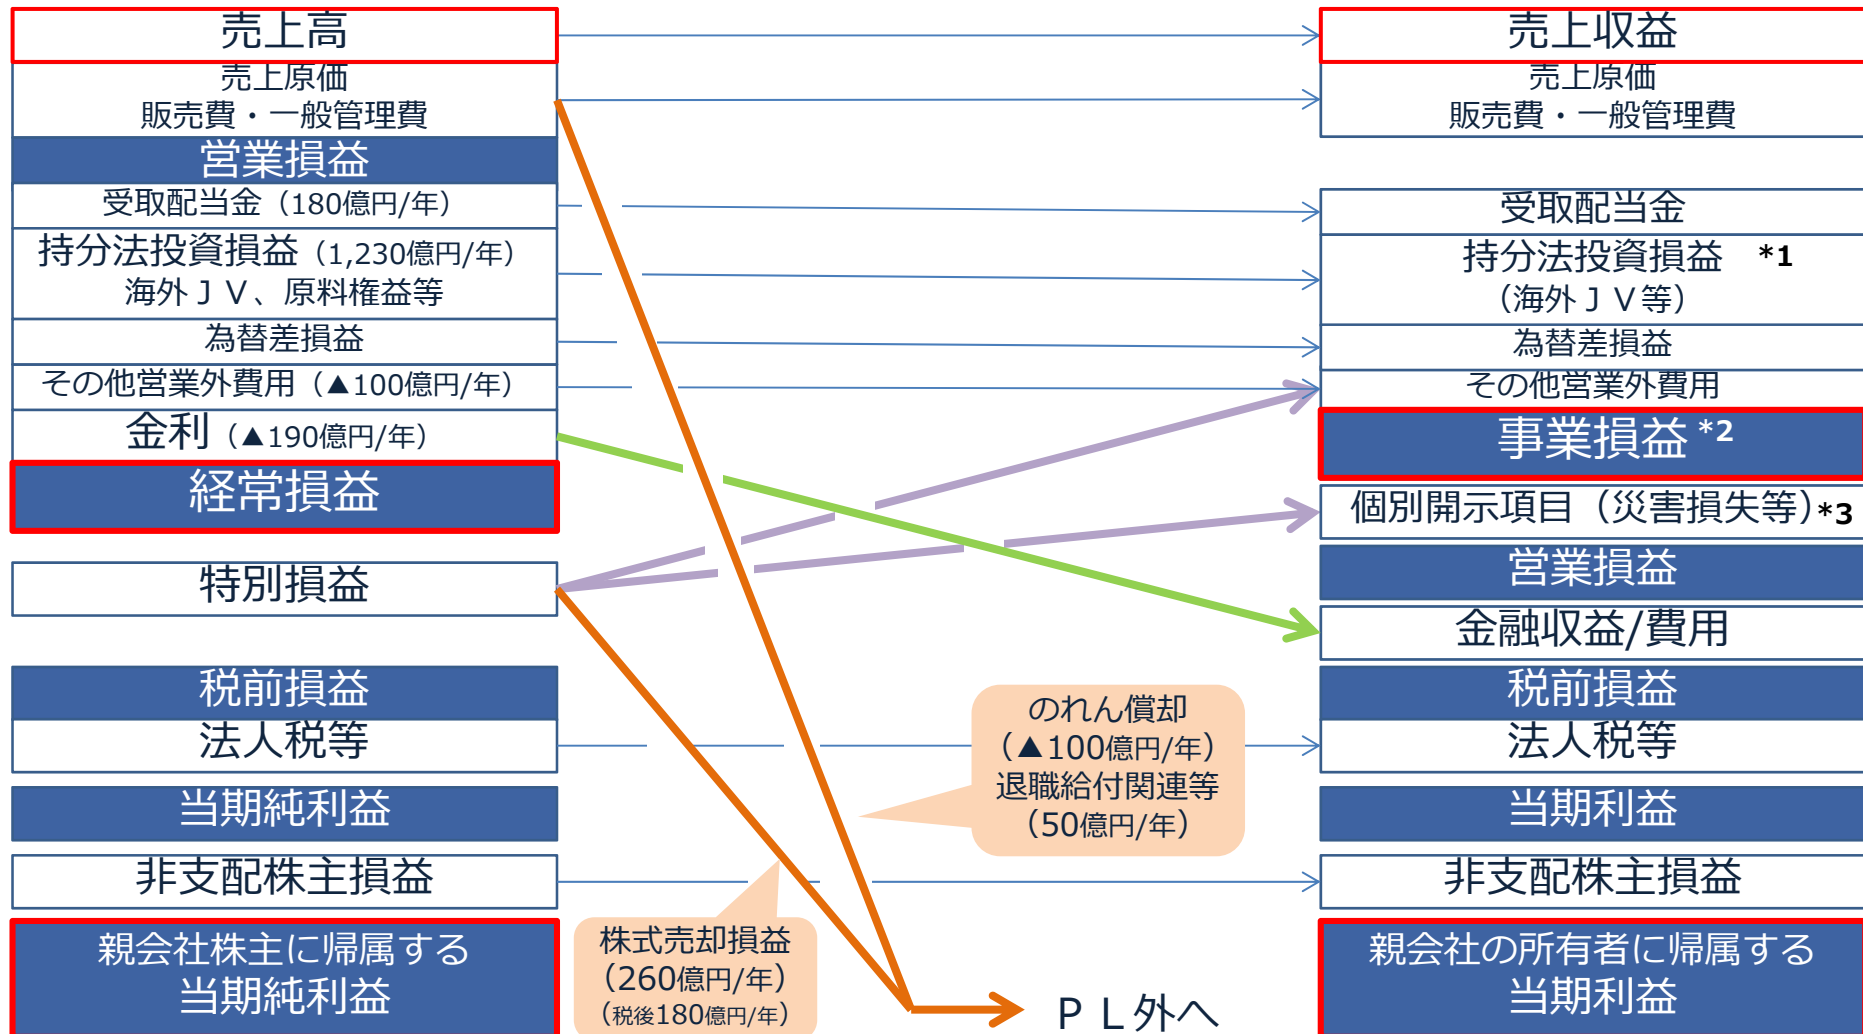 売上高
売上原価
販売費・一般管理費
営業損益
受取配当金（180億円/年）
持分法投資損益（1,230億円/年）
海外ＪＶ、原料権益等
為替差損益
その他営業外費用（▲100億円/年）
金利（▲190億円/年）
経常損益
特別損益
税前損益
法人税等
当期純利益
非支配株主損益
親会社株主に帰属する
当期純利益
株式売却損益
（260億円/年）
（税後180億円/年）
のれん償却
（▲100億円/年）
退職給付関連等
（50億円/年）
ＰＬ外へ
売上収益
売上原価
販売費・一般管理費
受取配当金
持分法投資損益 *1
（海外ＪＶ等）
為替差損益
その他営業外費用
事業損益 *2
個別開示項目（災害損失等）*3
営業損益
金融収益/費用
税前損益
法人税等
当期利益
非支配株主損益
親会社の所有者に帰属する
当期利益